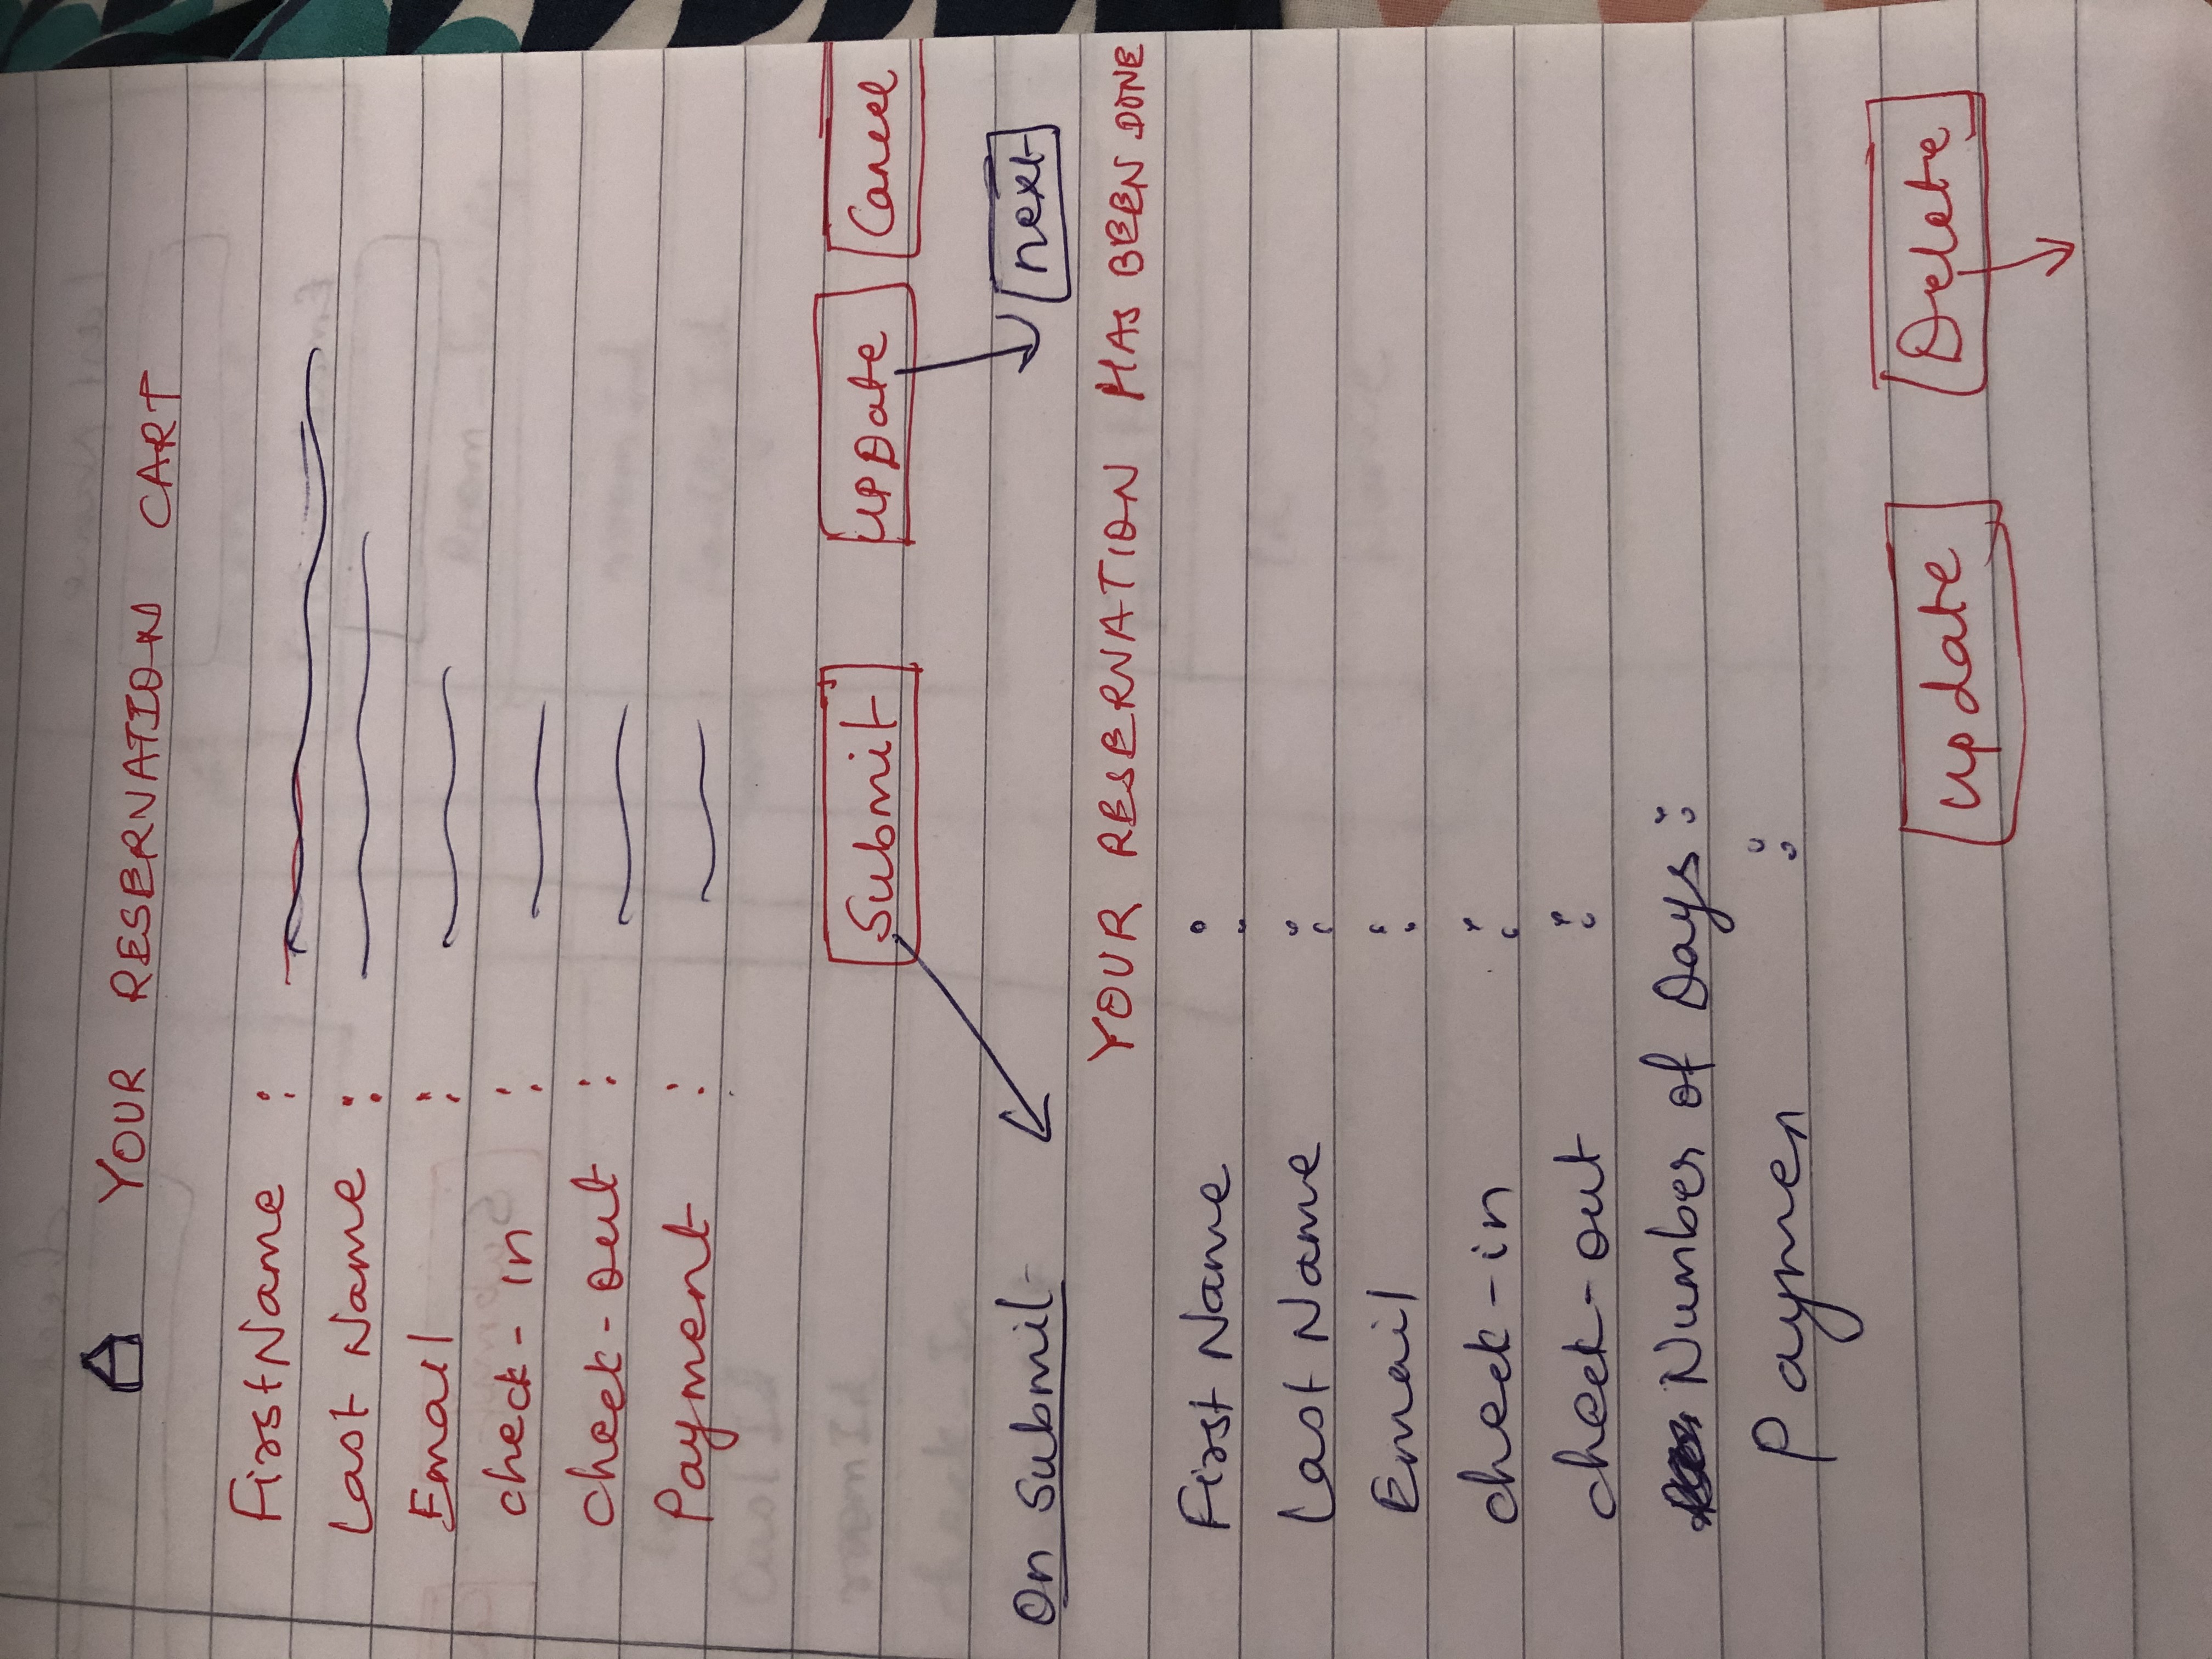 YOUR RESERVATION CART
FirstName :
Last Name :
Email :
check-in :
check-out :
Payment :
Submit UPDate Cancel
On Submit
next
YOUR RESERVATION HAS BEEN DONE
First Name :
Last Name :
Email :
check-in :
check-out :
Number of Days :
Paymen :
update Delete